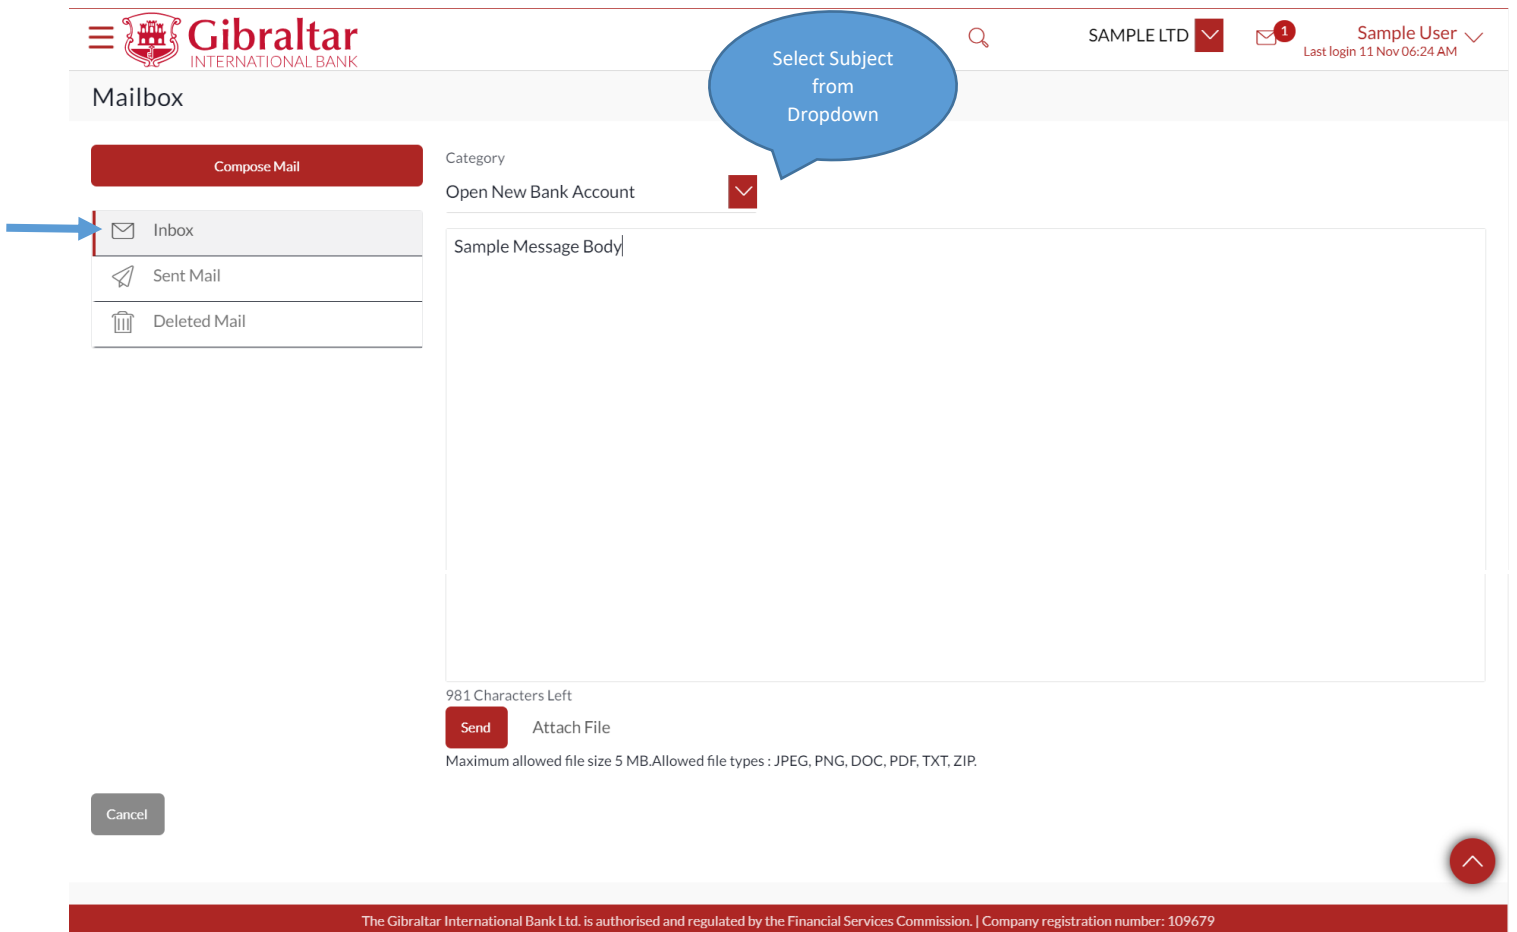 Gibraltar
INTERNATIONAL BANK
SAMPLE LTD
1
Sample User
Last login 11 Nov 06:24 AM
Select Subject
from
Dropdown
Mailbox
Compose Mail
Inbox
Sent Mail
Deleted Mail
Category
Open New Bank Account
Sample Message Body
981 Characters Left
Send
Attach File
Maximum allowed file size 5 MB.Allowed file types : JPEG, PNG, DOC, PDF, TXT, ZIP.
Cancel
The Gibraltar International Bank Ltd. is authorised and regulated by the Financial Services Commission. | Company registration number: 109679